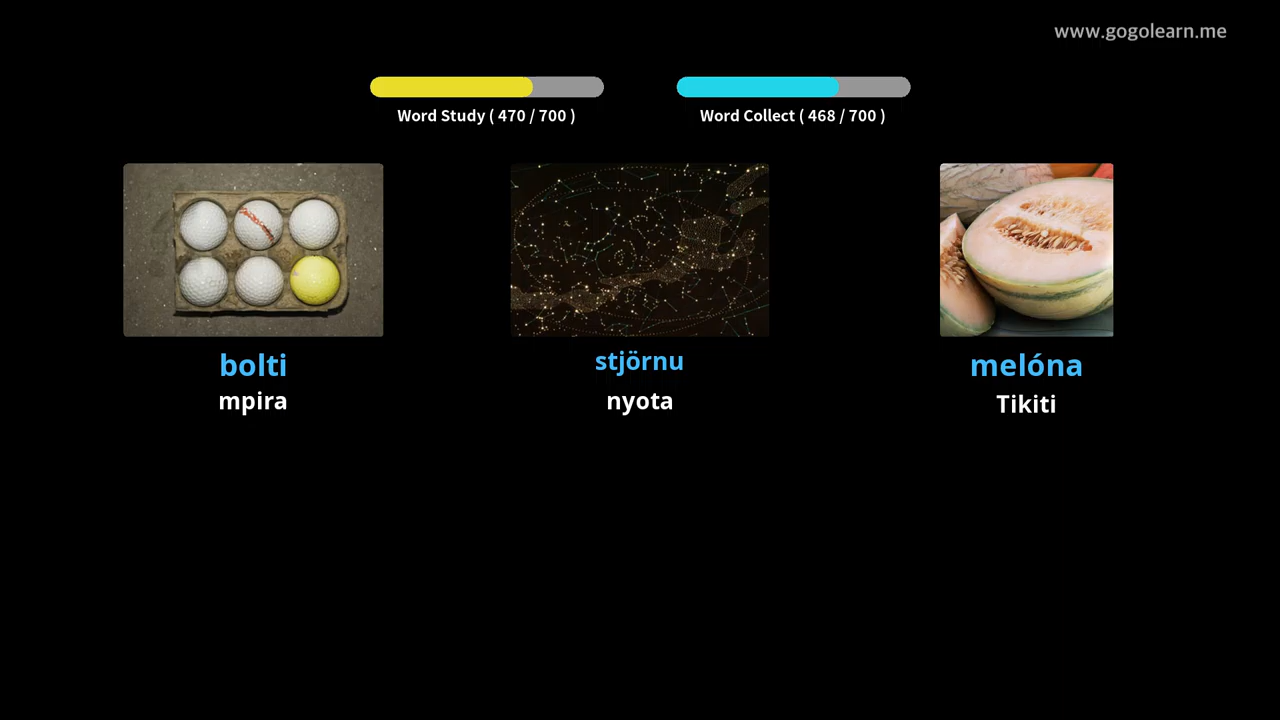 www.gogolearn.me
Word Study ( 470 / 700 )
Word Collect ( 468 / 700 )
bolti
mpira
stjörnu
nyota
melóna
Tikiti